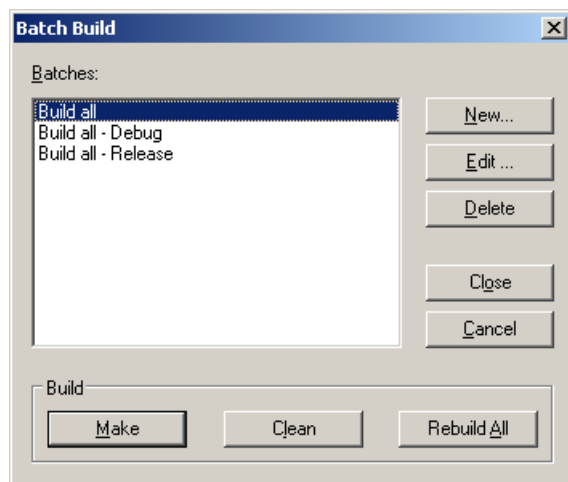 Batch Build
Batches:
Build all
Build all - Debug
Build all - Release
New...
Edit ...
Delete
Close
Cancel
Build
Make
Clean
Rebuild All